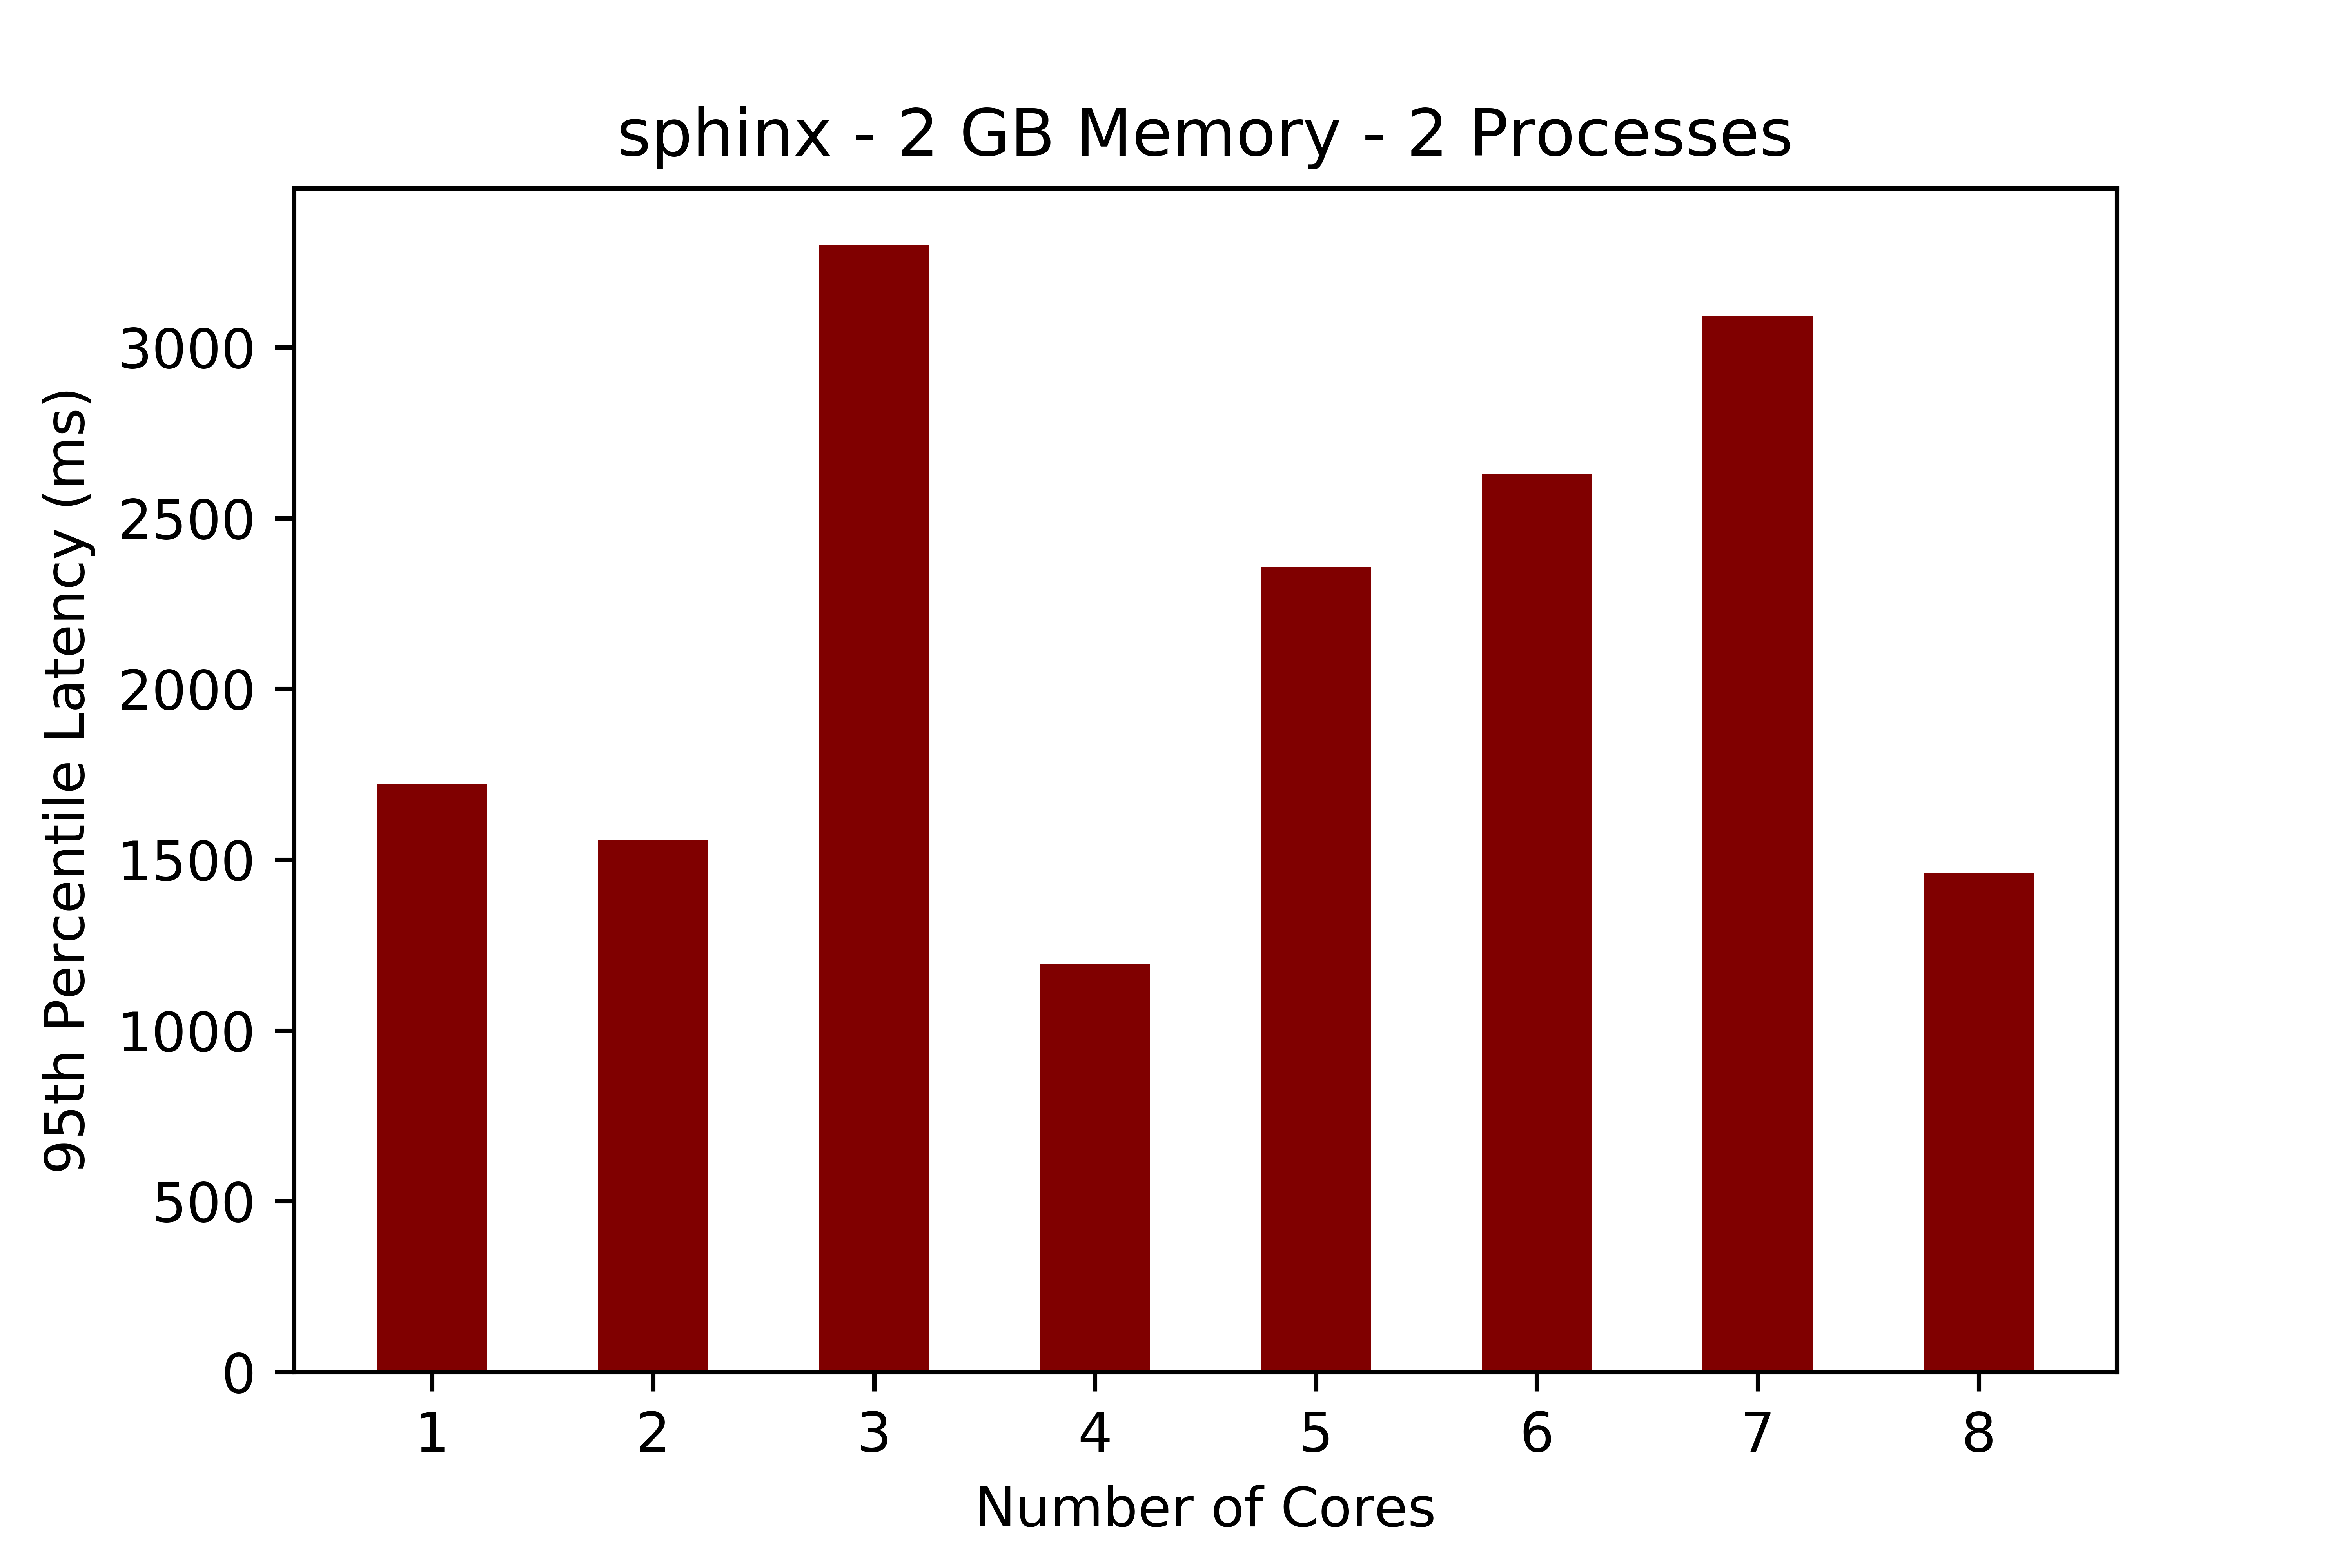 sphinx - 2 GB Memory - 2 Processes
95th Percentile Latency (ms)
3000
2500
2000
1500
1000
500
0
1 2 3 4 5 6 7 8
Number of Cores